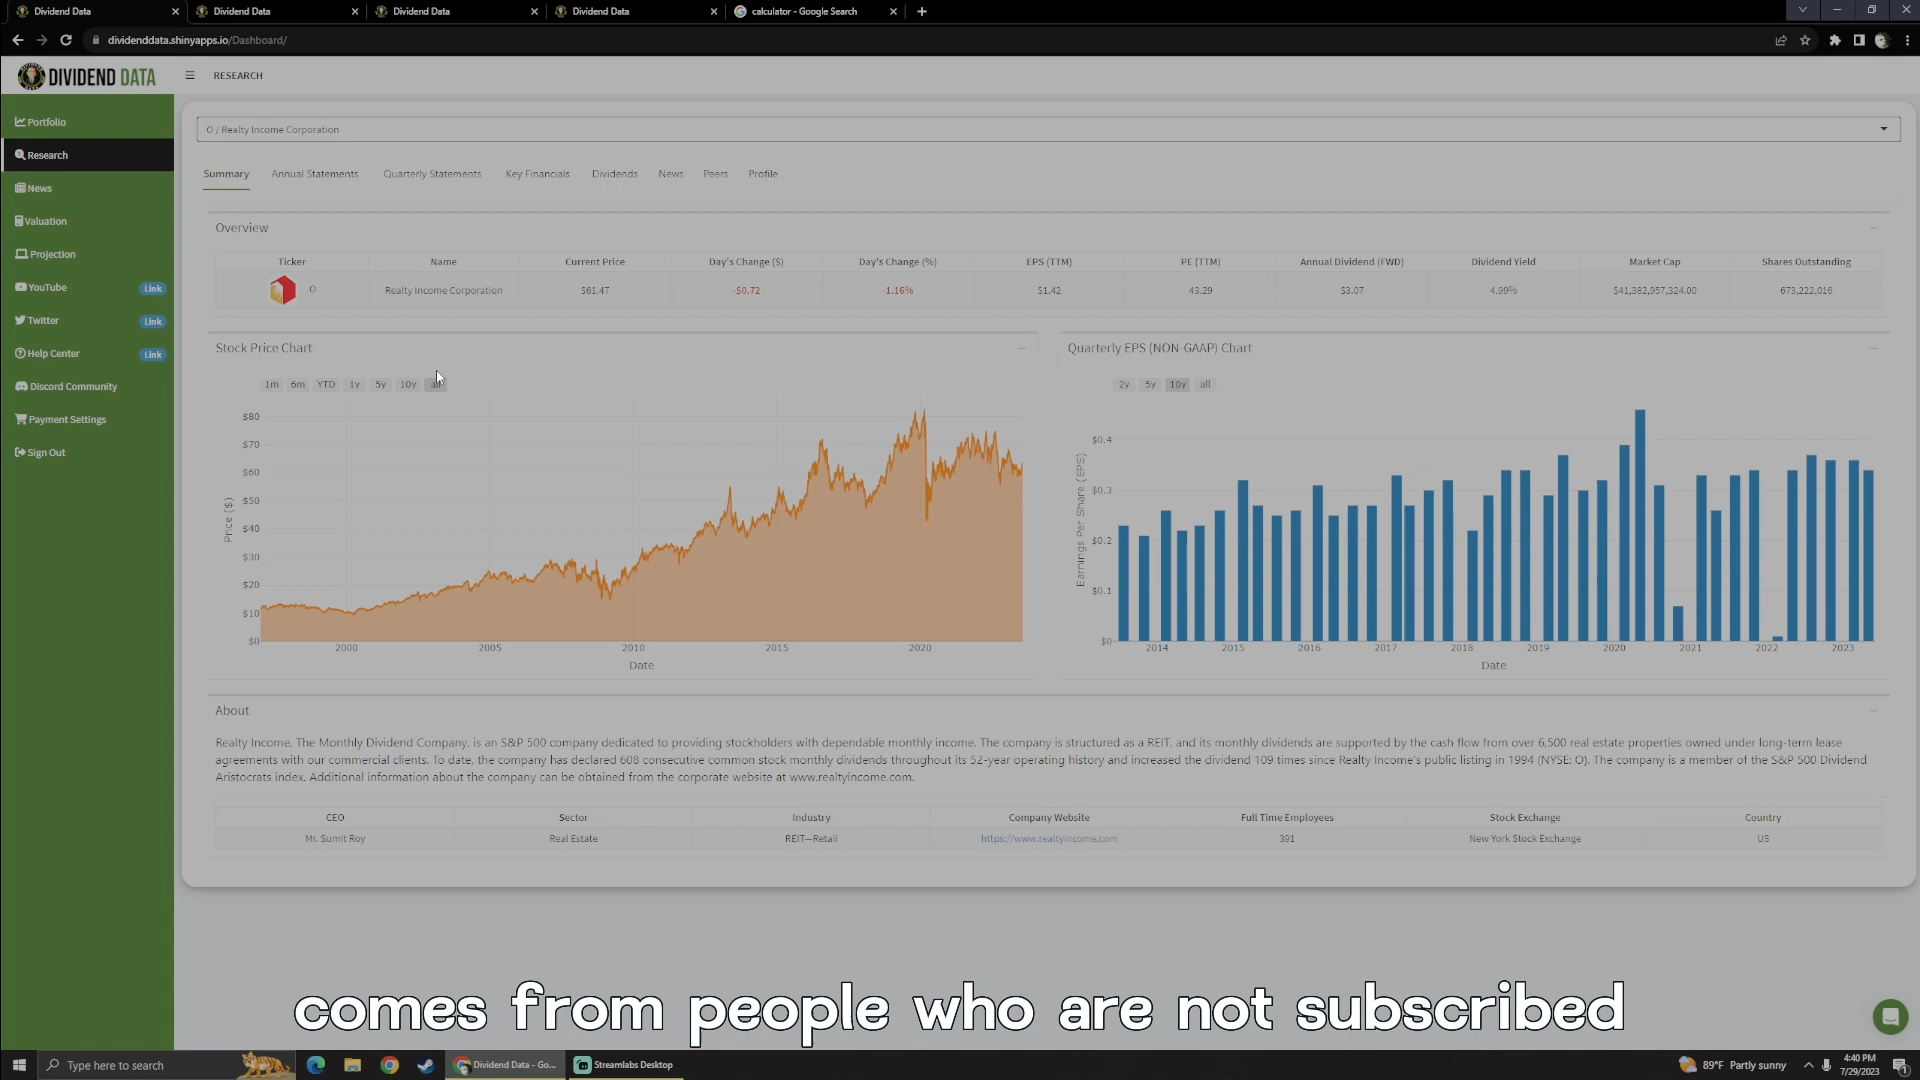 Dividend Data
Dividend Data
Dividend Data
Dividend Data
calculator - Google Search
dividenddata.shinyapps.io/Dashboard/
DIVIDEND DATA
RESEARCH
Portfolio
Research
News
Valuation
Projection
YouTube Link
Twitter Link
Help Center Link
Discord Community
Payment Settings
Sign Out
O / Realty Income Corporation
Summary Annual Statements Quarterly Statements Key Financials Dividends News Peers Profile
Overview
Ticker Name Current Price Day's Change ($) Day's Change (%) EPS (TTM) PE (TTM) Annual Dividend (FWD) Dividend Yield Market Cap Shares Outstanding
O Realty Income Corporation $61.47 -$0.72 -1.16% $1.42 43.29 $3.07 4.99% $41,382,957,324.00 673,222,016
Stock Price Chart
1m 6m YTD 1y 5y 10y all
$80
$70
$60
$50
$40
$30
$20
$10
$0
Price ($)
2000 2005 2010 2015 2020
Date
Quarterly EPS (NON-GAAP) Chart
2y 5y 10y all
$0.4
$0.3
$0.2
$0.1
$0
Earnings Per Share (EPS)
2014 2015 2016 2017 2018 2019 2020 2021 2022 2023
Date
About
Realty Income, The Monthly Dividend Company, is an S&P 500 company dedicated to providing stockholders with dependable monthly income. The company is structured as a REIT, and its monthly dividends are supported by the cash flow from over 6,500 real estate properties owned under long-term lease
agreements with our commercial clients. To date, the company has declared 608 consecutive common stock monthly dividends throughout its 52-year operating history and increased the dividend 109 times since Realty Income's public listing in 1994 (NYSE: O). The company is a member of the S&P 500 Dividend
Aristocrats index. Additional information about the company can be obtained from the corporate website at www.realtyincome.com.
CEO Sector Industry Company Website Full Time Employees Stock Exchange Country
Mr. Sumit Roy Real Estate REIT—Retail https://www.realtyincome.com 391 New York Stock Exchange US
comes from people who are not subscribed
Type here to search
Dividend Data - Go...
Streamlabs Desktop
89°F Partly sunny
4:40 PM
7/29/2023